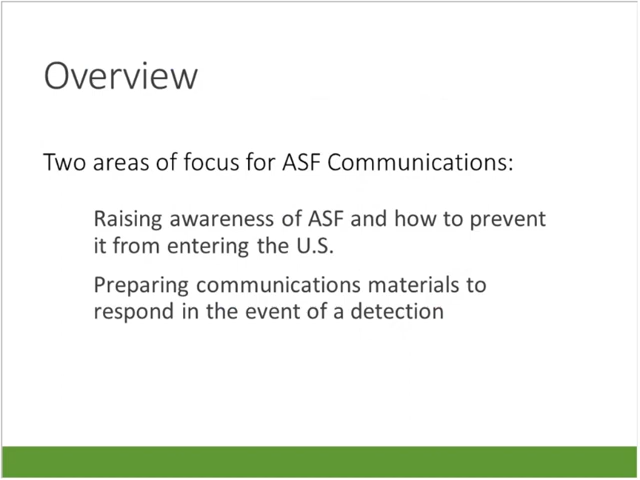 Overview
Two areas of focus for ASF Communications:
Raising awareness of ASF and how to prevent
it from entering the U.S.
Preparing communications materials to
respond in the event of a detection